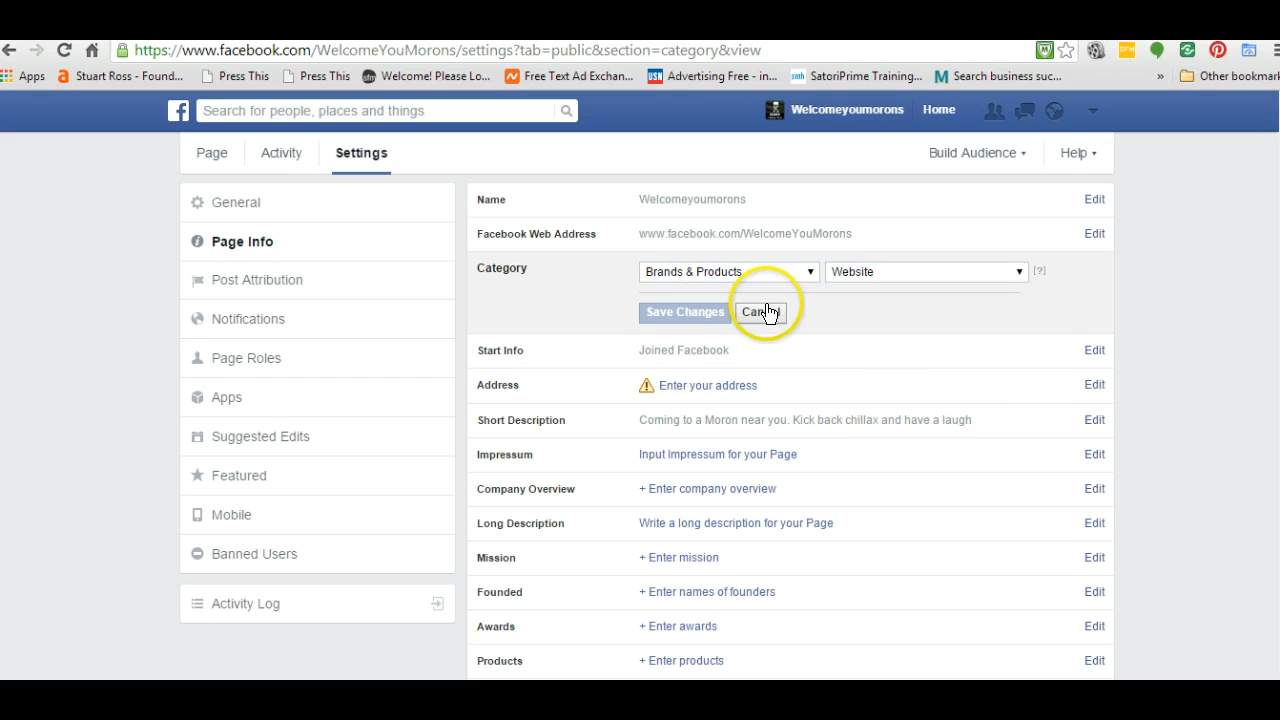 https://www.facebook.com/WelcomeYouMorons/settings?tab=public&section=category&view
Apps Stuart Ross - Found... Press This Press This Welcome! Please Lo... Free Text Ad Exchan... USN Advertising Free - in... smh SatoriPrime Training... M Search business suc... » Other bookmark
Search for people, places and things Welcomeyoumorons Home
Page Activity Settings Build Audience Help
General
Page Info
Post Attribution
Notifications
Page Roles
Apps
Suggested Edits
Featured
Mobile
Banned Users
Activity Log
Name Welcomeyoumorons Edit
Facebook Web Address www.facebook.com/WelcomeYouMorons Edit
Category Brands & Products Website [?]
Save Changes
Start Info Joined Facebook Edit
Address Enter your address Edit
Short Description Coming to a Moron near you. Kick back chillax and have a laugh Edit
Impressum Input Impressum for your Page Edit
Company Overview + Enter company overview Edit
Long Description Write a long description for your Page Edit
Mission + Enter mission Edit
Founded + Enter names of founders Edit
Awards + Enter awards Edit
Products + Enter products Edit